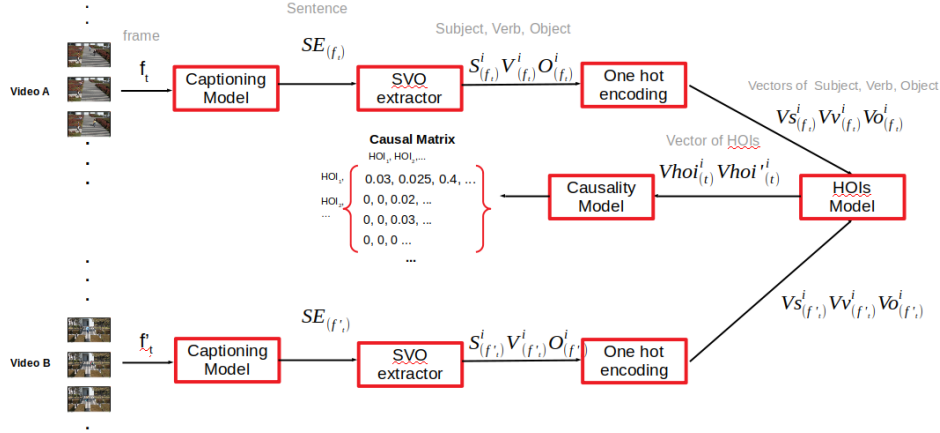 Sentence
frame
Subject, Verb, Object
Video A
f_t
Captioning Model
SE_(f_t)
SVO extractor
S^i_(f_t) V^i_(f_t) O^i_(f_t)
One hot encoding
Vectors of Subject, Verb, Object
Vs^i_(f_t) Vv^i_(f_t) Vo^i_(f_t)
Causal Matrix
HOI_1, HOI_2,...
HOI_1,
HOI_2,
...
0.03, 0.025, 0.4, ...
0, 0, 0.02, ...
0, 0, 0.03, ...
0, 0, 0 ...
...
Vector of HOIs
Vhoi^i_(t) Vhoi'^i_(t)
Causality Model
HOIs Model
Video B
f'_t
Captioning Model
SE_(f'_t)
SVO extractor
S^i_(f'_t) V^i_(f'_t) O^i_(f'_t)
One hot encoding
Vs^i_(f'_t) Vv^i_(f'_t) Vo^i_(f'_t)